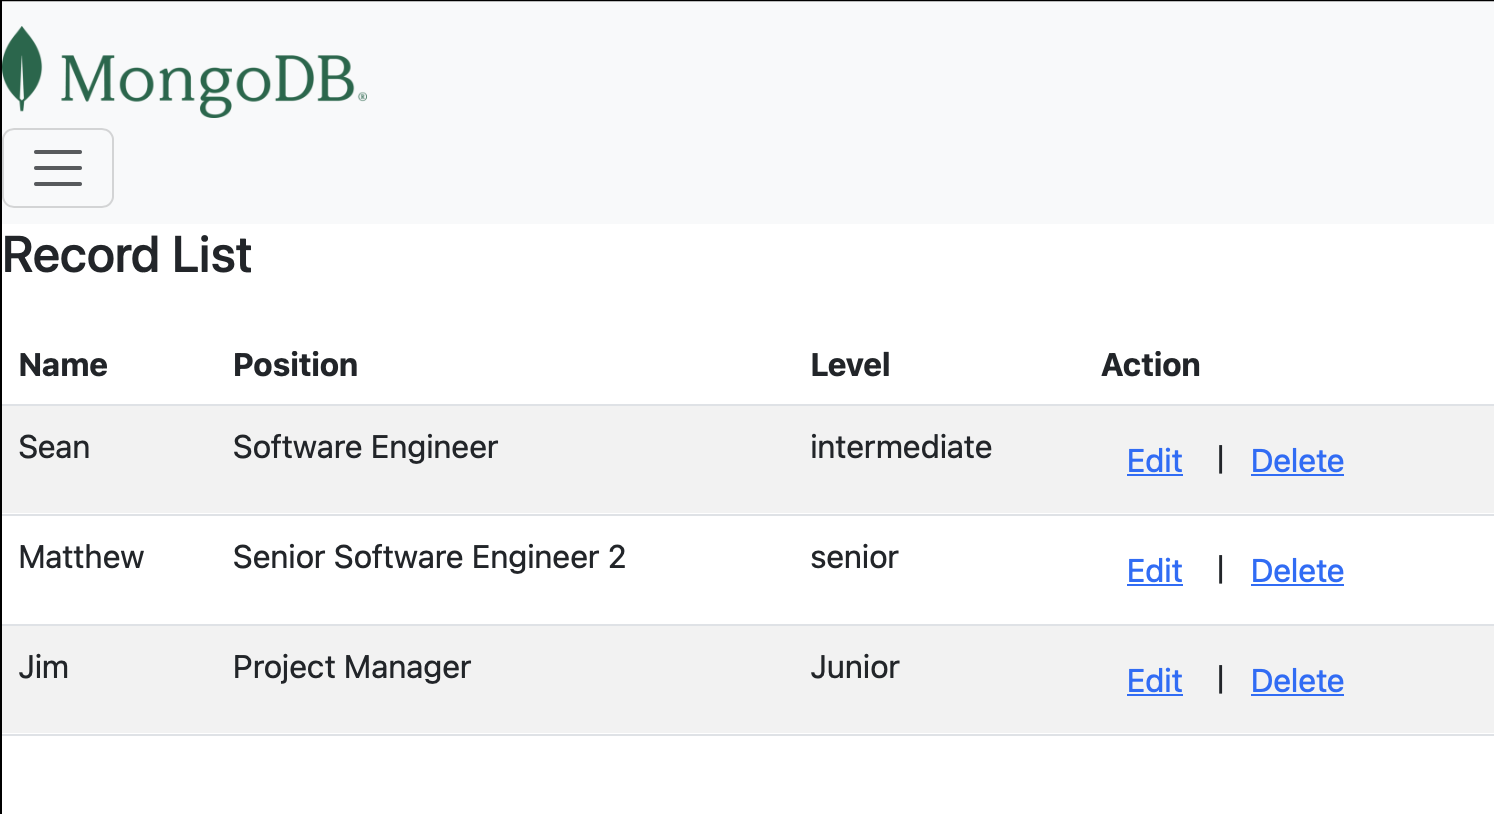 MongoDB®
Record List
Name Position Level Action
Sean Software Engineer intermediate Edit | Delete
Matthew Senior Software Engineer 2 senior Edit | Delete
Jim Project Manager Junior Edit | Delete